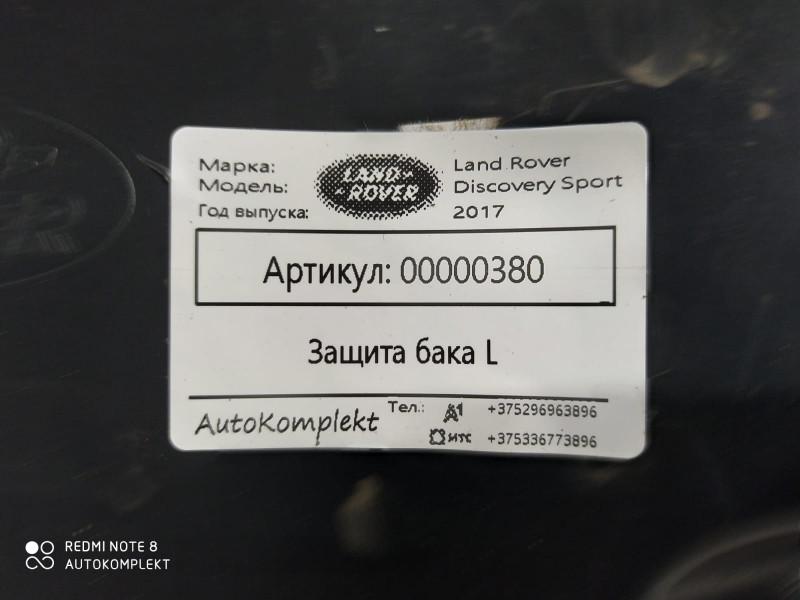 Марка: LAND- Land Rover
Модель: -ROVER Discovery Sport
Год выпуска: 2017
Артикул: 00000380
Защита бака L
AutoKomplekt Тел.: A1 +375296963896
МТС +375336773896
REDMI NOTE 8
AUTOKOMPLEKT